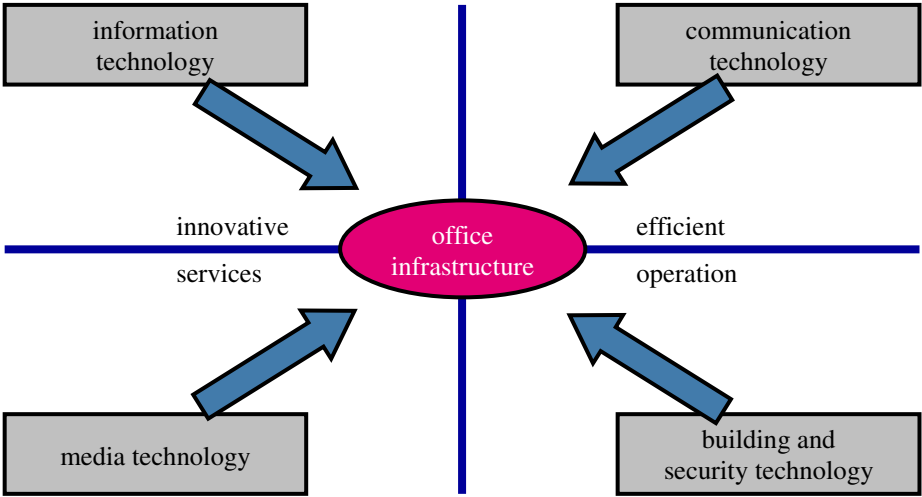 information
technology
communication
technology
innovative
services
office
infrastructure
efficient
operation
media technology
building and
security technology